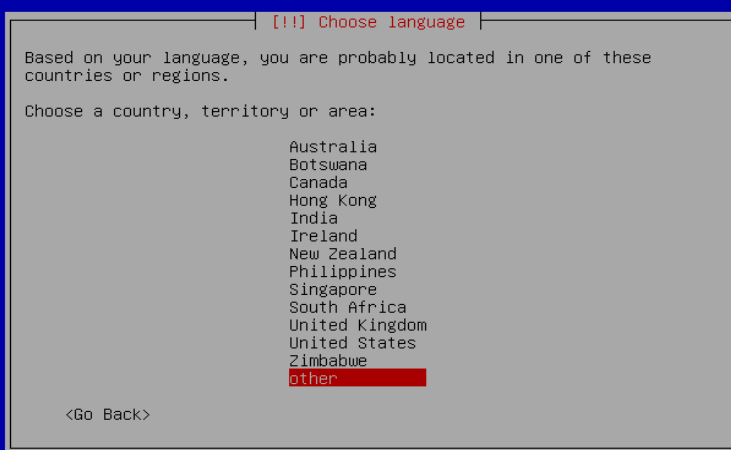 [!!] Choose language
Based on your language, you are probably located in one of these
countries or regions.
Choose a country, territory or area:
Australia
Botswana
Canada
Hong Kong
India
Ireland
New Zealand
Philippines
Singapore
South Africa
United Kingdom
United States
Zimbabwe
other
<Go Back>